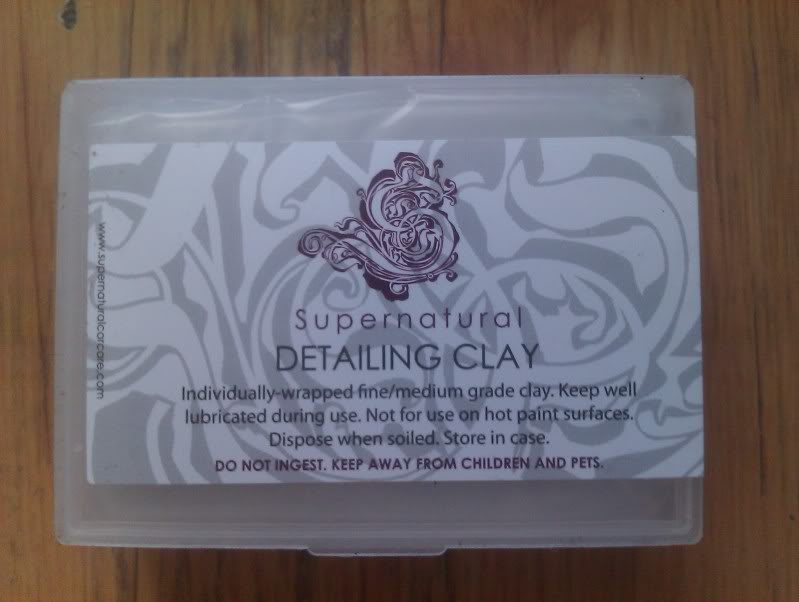 Supernatural
DETAILING CLAY
Individually-wrapped fine/medium grade clay. Keep well
lubricated during use. Not for use on hot paint surfaces.
Dispose when soiled. Store in case.
DO NOT INGEST. KEEP AWAY FROM CHILDREN AND PETS.
www.supernaturalcarcare.com